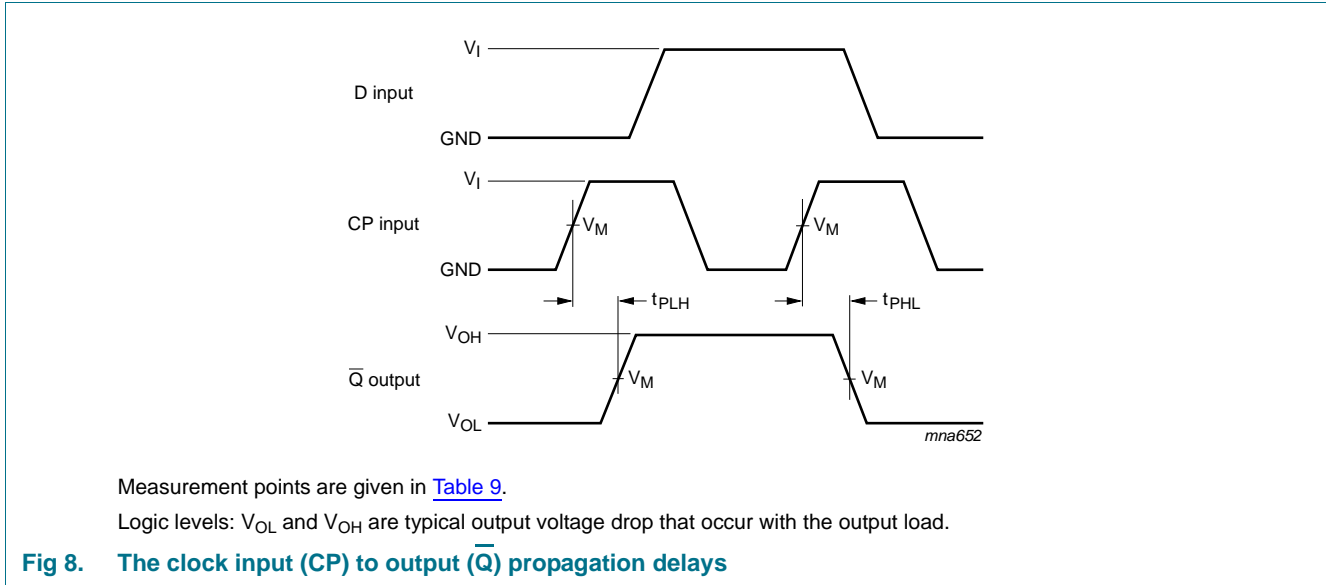 V_I
D input
GND
V_I
CP input
V_M
V_M
GND
t_PLH
t_PHL
V_OH
Q̅ output
V_M
V_M
V_OL
mna652
Measurement points are given in Table 9.
Logic levels: V_OL and V_OH are typical output voltage drop that occur with the output load.
Fig 8. The clock input (CP) to output (Q̅) propagation delays